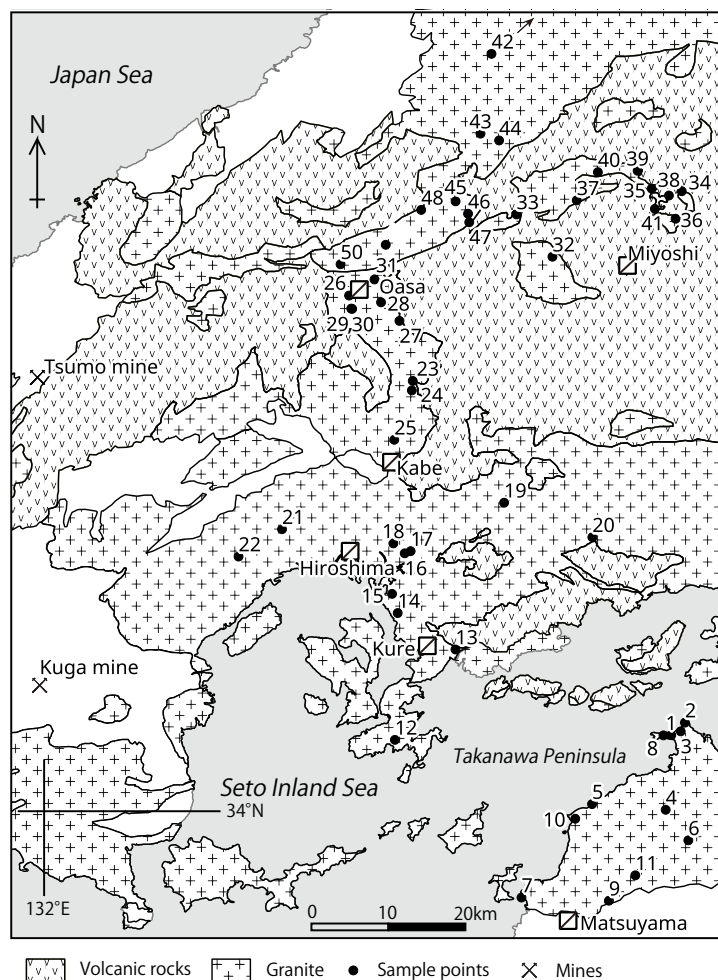 42
Japan Sea
N
43
44
40
39
38
34
35
37
41
36
45
48
46
33
47
32
Miyoshi
50
31
26
Oasa
28
29,30
27
Tsumo mine
23
24
25
Kabe
19
21
18
17
20
22
Hiroshima
16
15
14
Kure
13
Kuga mine
12
2
1
8
3
Takanawa Peninsula
Seto Inland Sea
5
4
34°N
10
6
11
7
9
132°E
0
10
20km
Matsuyama
Volcanic rocks
Granite
Sample points
Mines